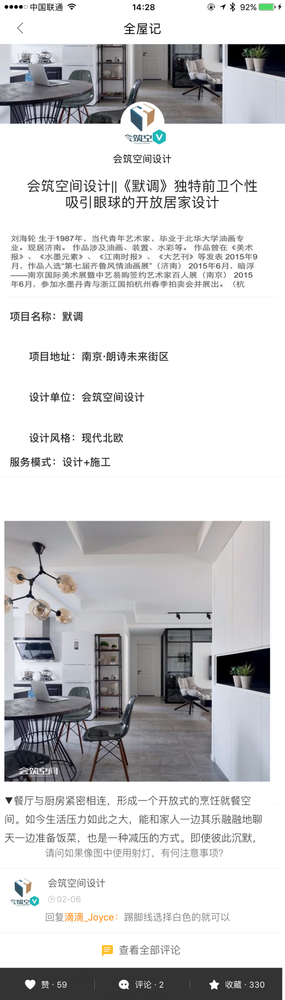 中国联通
14:28
92%
全屋记
会筑空
会筑空间设计
会筑空间设计||《默调》独特前卫个性
吸引眼球的开放居家设计
刘海轮 生于1987年，当代青年艺术家，毕业于北华大学油画专
业。现居济南。 作品涉及油画、装置、水彩等。 作品曾在《美术
报》、《水墨元素》、《江南时报》、《大艺刊》等发表 2015年9
月，作品入选“第七届齐鲁风情油画展”（济南） 2015年6月，暗浮
——南京国际美术展暨中艺易购签约艺术家百人展（南京） 2015
年6月，参加水墨丹青与浙江国拍杭州春季拍卖会并展出。（杭
项目名称：默调
项目地址：南京·朗诗未来街区
设计单位：会筑空间设计
设计风格：现代北欧
服务模式：设计+施工
会筑空间
▼餐厅与厨房紧密相连，形成一个开放式的烹饪就餐空
间。如今生活压力如此之大，能和家人一边其乐融融地聊
天一边准备饭菜，也是一种减压的方式。即使彼此沉默，
请问如果像图中使用射灯，有何注意事项?
会筑空
会筑空间设计
02-06
回复滴滴_Joyce：踢脚线选择白色的就可以
查看全部评论
赞 · 59
评论 · 2
收藏 · 330